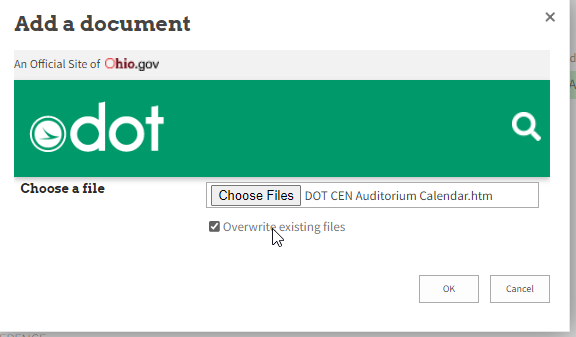 Add a document
An Official Site of Ohio.gov
dot
Choose a file
Choose Files DOT CEN Auditorium Calendar.htm
Overwrite existing files
OK Cancel